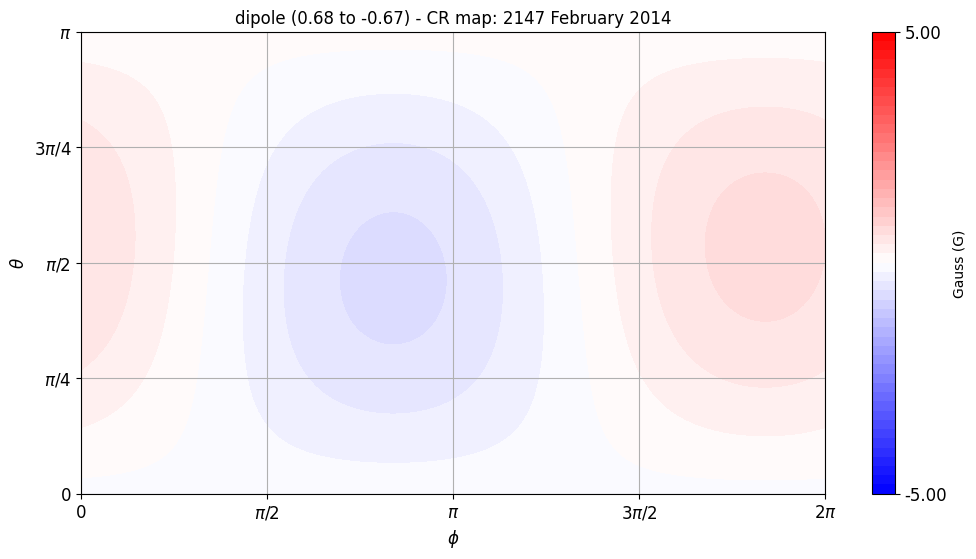 dipole (0.68 to -0.67) - CR map: 2147 February 2014
π
3π/4
π/2
π/4
0
θ
0
π/2
π
3π/2
2π
ϕ
5.00
-5.00
Gauss (G)